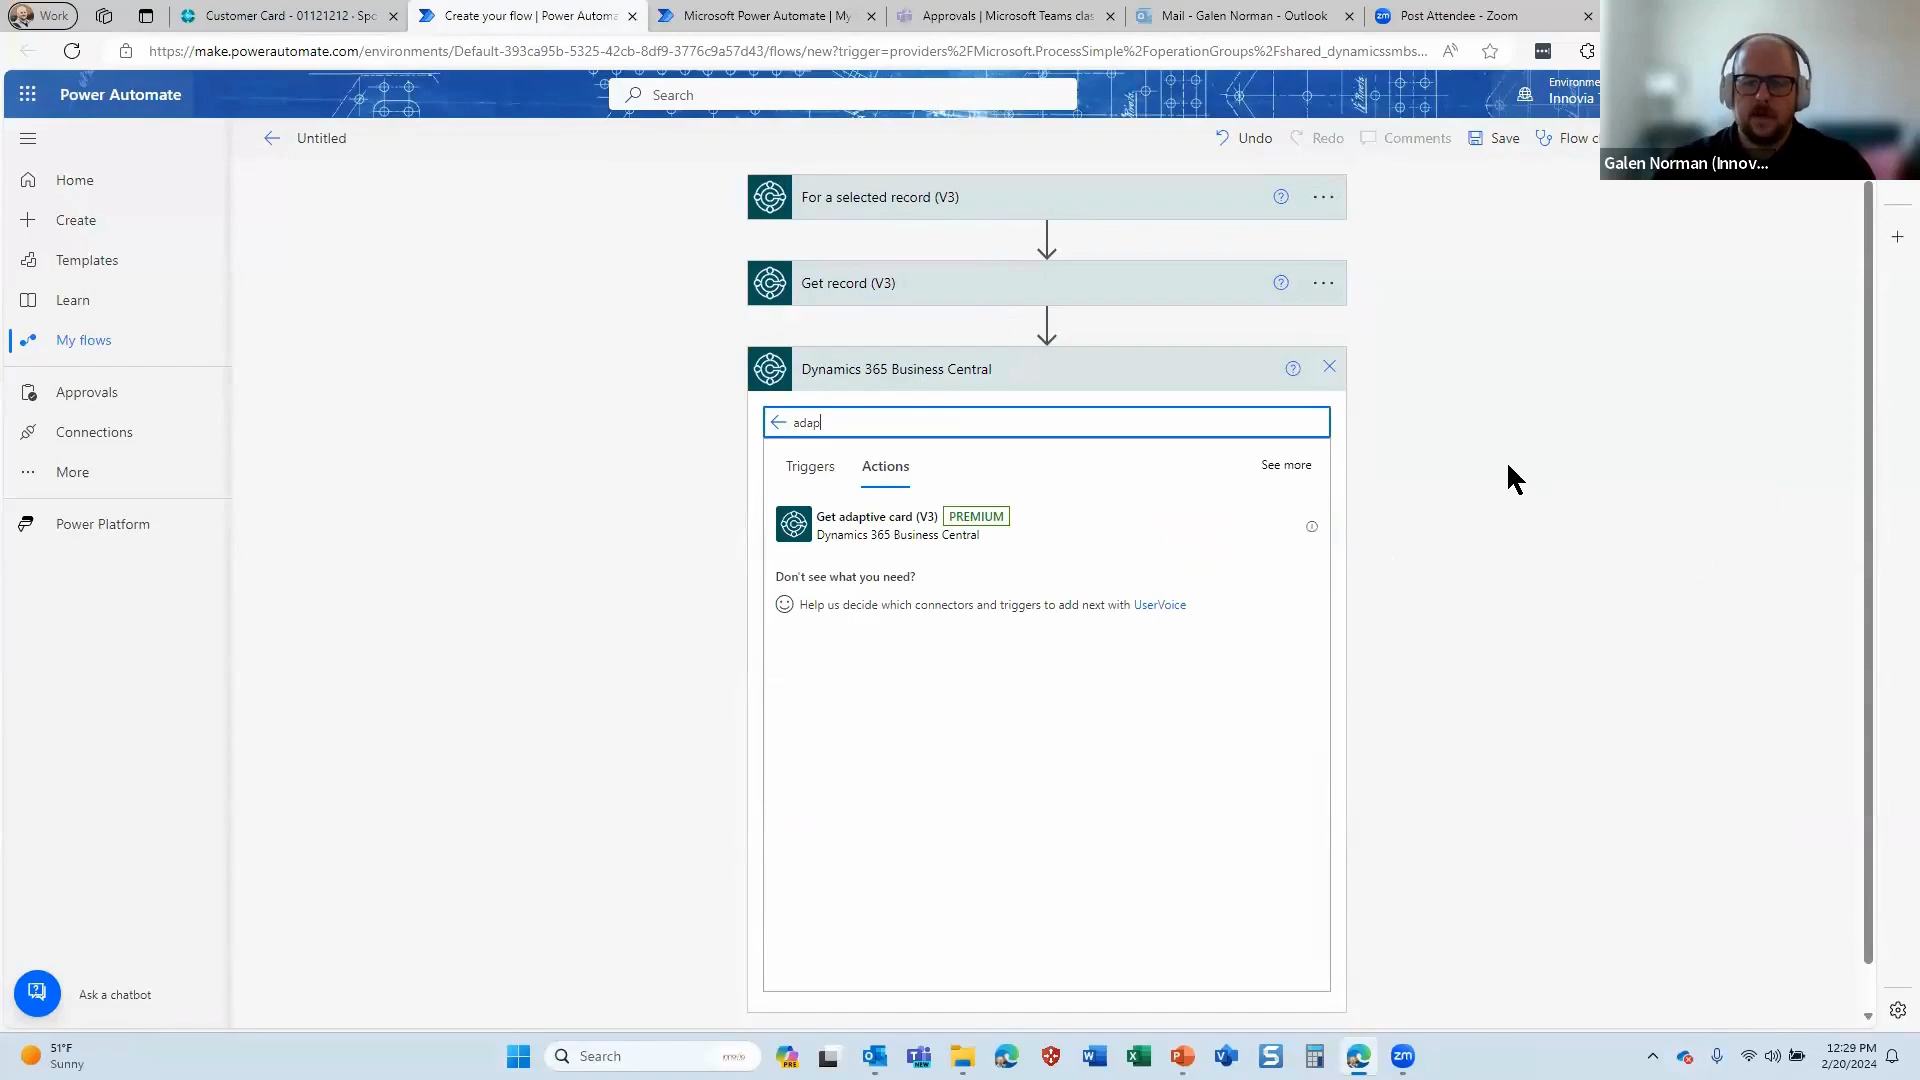 Work
Customer Card - 01121212 - Spo
Create your flow | Power Automa
Microsoft Power Automate | My
Approvals | Microsoft Teams clas
Mail - Galen Norman - Outlook
Post Attendee - Zoom
https://make.powerautomate.com/environments/Default-393ca95b-5325-42cb-8df9-3776c9a57d43/flows/new?trigger=providers%2FMicrosoft.ProcessSimple%2FoperationGroups%2Fshared_dynamicssmbs...
Power Automate
Search
Environme
Innovia T
Galen Norman (Innov...
Untitled
Undo
Redo
Comments
Save
Flow c
Home
Create
Templates
Learn
My flows
Approvals
Connections
More
Power Platform
Ask a chatbot
For a selected record (V3)
Get record (V3)
Dynamics 365 Business Central
adap
Triggers
Actions
See more
Get adaptive card (V3) PREMIUM
Dynamics 365 Business Central
Don't see what you need?
Help us decide which connectors and triggers to add next with UserVoice
51°F
Sunny
Search
PRE
NEW
zm
12:29 PM
2/20/2024